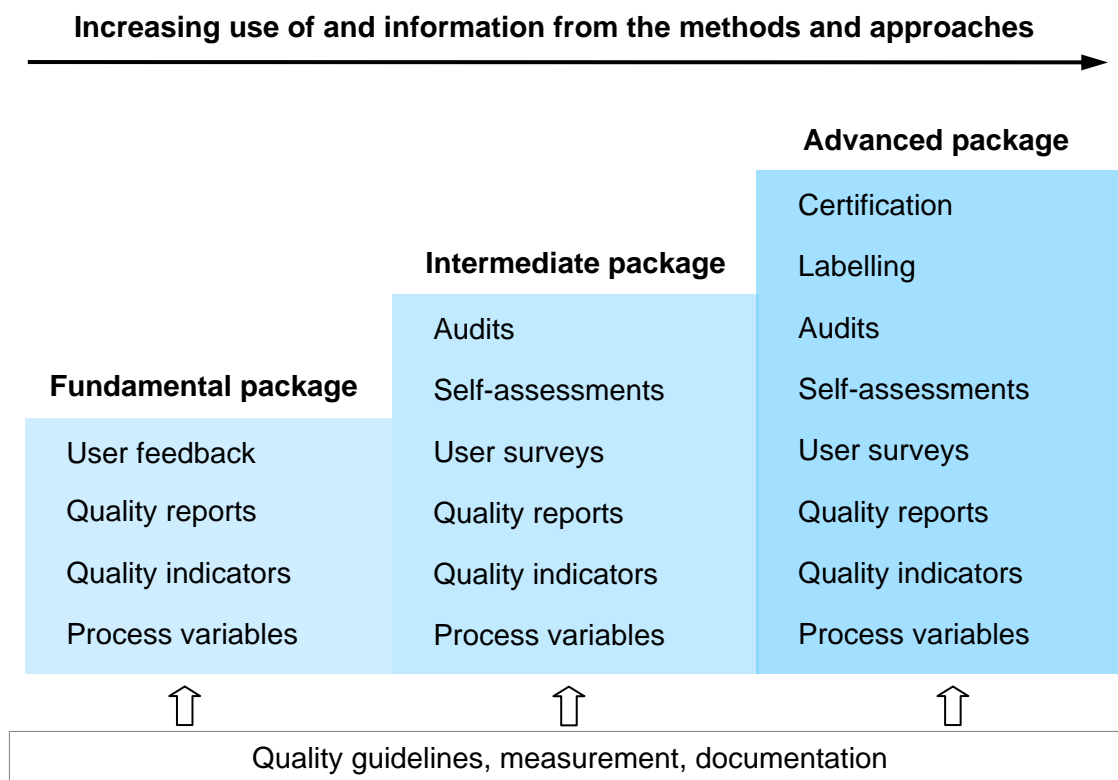 Increasing use of and information from the methods and approaches
Fundamental package
User feedback
Quality reports
Quality indicators
Process variables
Intermediate package
Audits
Self-assessments
User surveys
Quality reports
Quality indicators
Process variables
Advanced package
Certification
Labelling
Audits
Self-assessments
User surveys
Quality reports
Quality indicators
Process variables
Quality guidelines, measurement, documentation